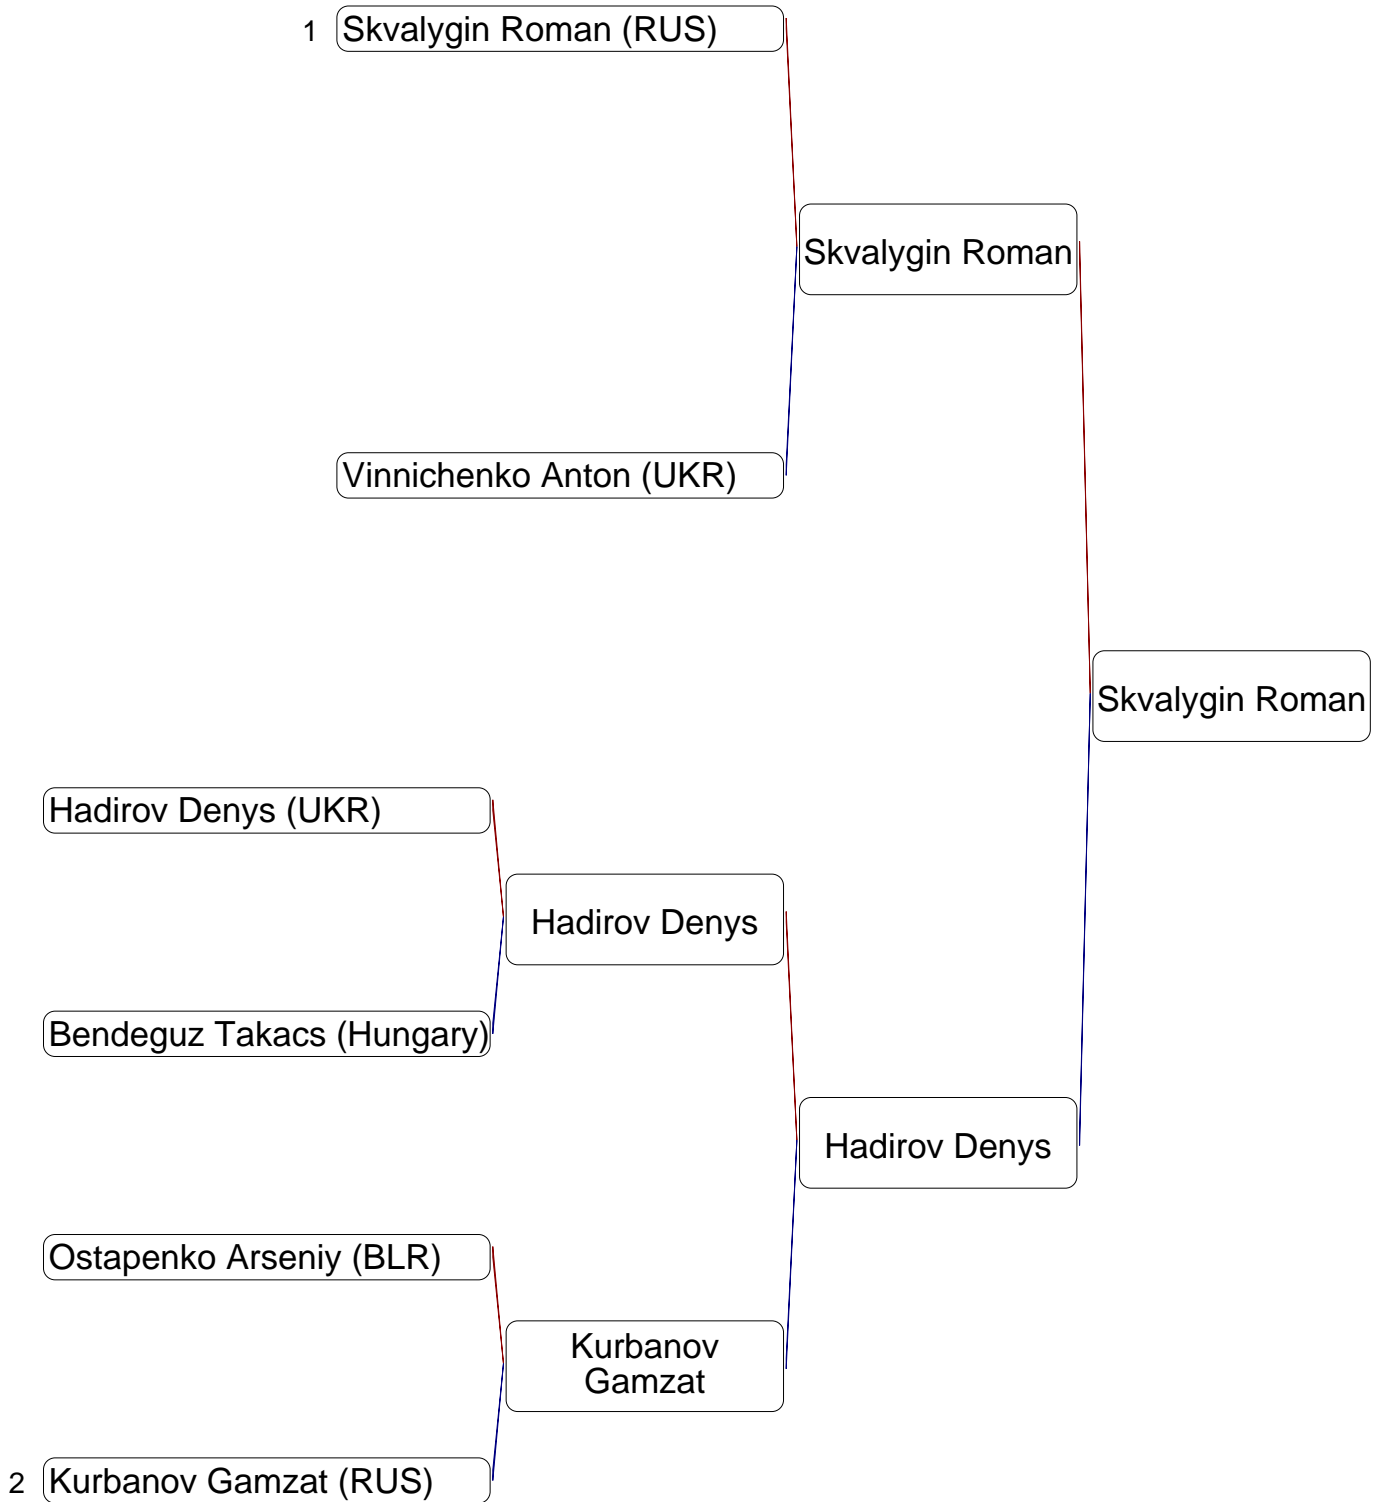 1 Skvalygin Roman (RUS)
Skvalygin Roman
Vinnichenko Anton (UKR)
Skvalygin Roman
Hadirov Denys (UKR)
Hadirov Denys
Bendeguz Takacs (Hungary)
Hadirov Denys
Ostapenko Arseniy (BLR)
Kurbanov
Gamzat
2 Kurbanov Gamzat (RUS)